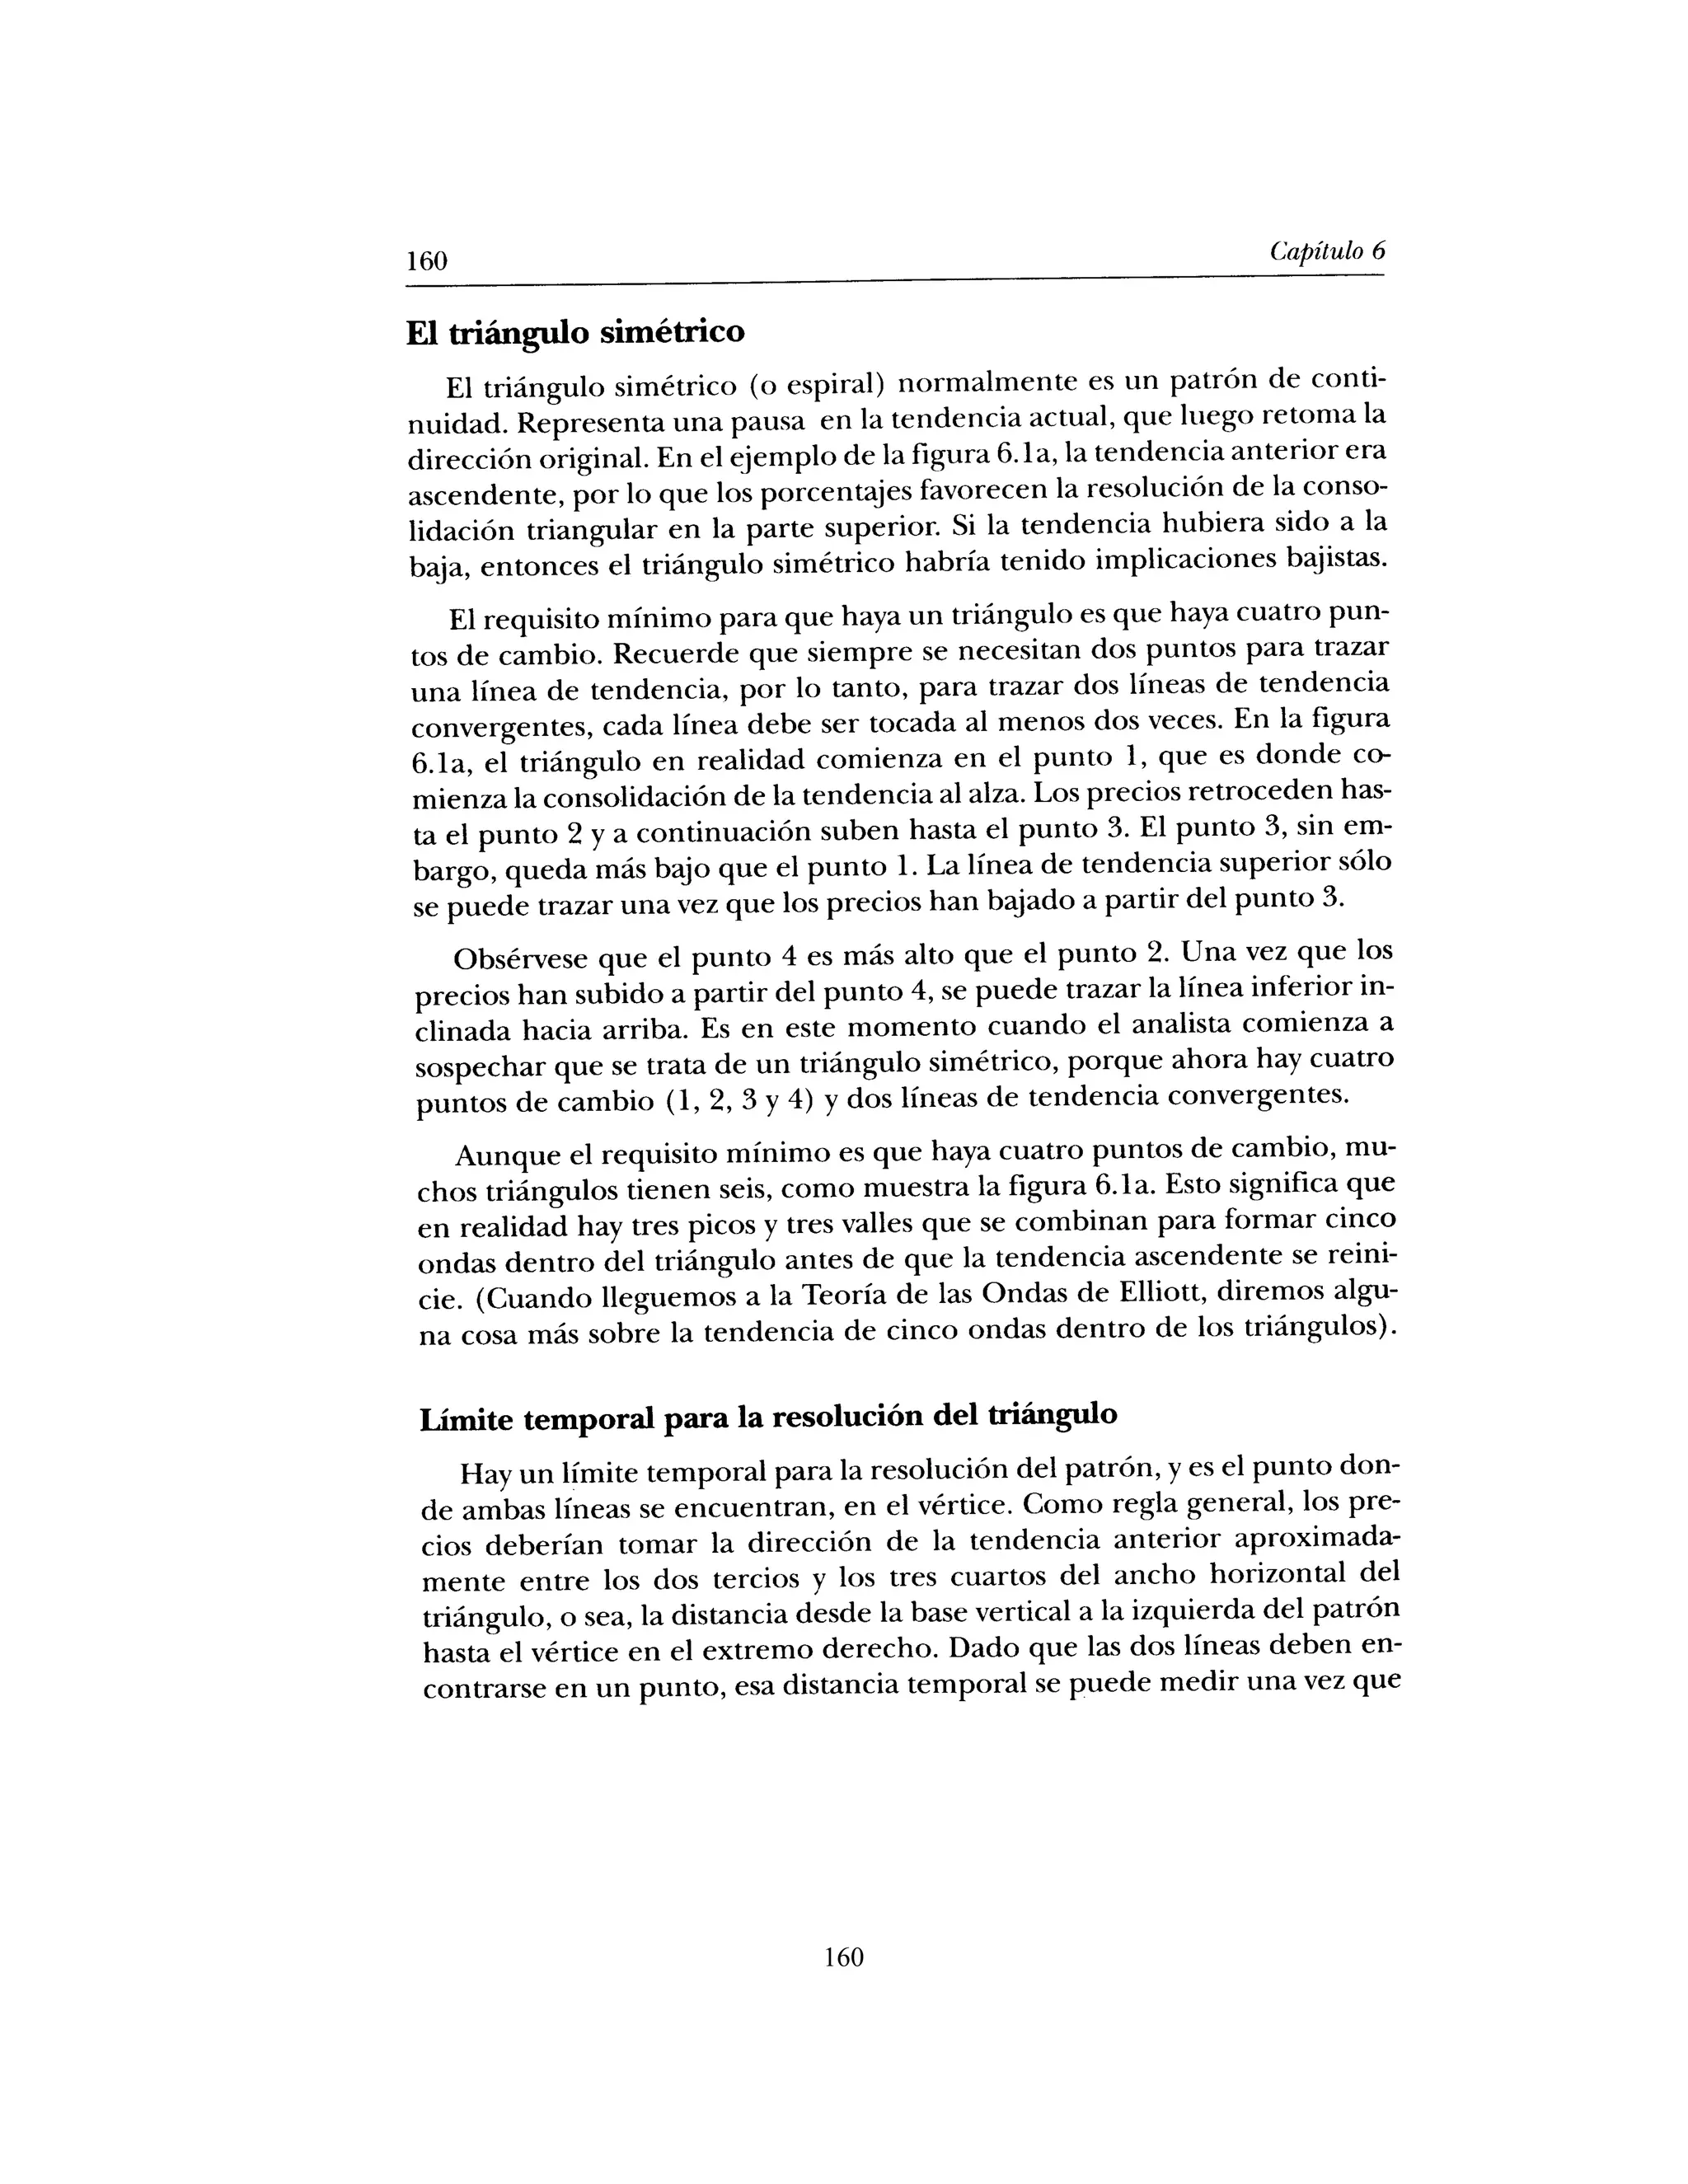 160
Capítulo 6
El triángulo simétrico
El triángulo simétrico (o espiral) normalmente es un patrón de conti-
nuidad. Representa una pausa en la tendencia actual, que luego retoma la
dirección original. En el ejemplo de la figura 6.1a, la tendencia anterior era
ascendente, por lo que los porcentajes favorecen la resolución de la conso-
lidación triangular en la parte superior. Si la tendencia hubiera sido a la
baja, entonces el triángulo simétrico habría tenido implicaciones bajistas.
El requisito mínimo para que haya un triángulo es que haya cuatro pun-
tos de cambio. Recuerde que siempre se necesitan dos puntos para trazar
una línea de tendencia, por lo tanto, para trazar dos líneas de tendencia
convergentes, cada línea debe ser tocada al menos dos veces. En la figura
6.1a, el triángulo en realidad comienza en el punto 1, que es donde co-
mienza la consolidación de la tendencia al alza. Los precios retroceden has-
ta el punto 2 y a continuación suben hasta el punto 3. El punto 3, sin em-
bargo, queda más bajo que el punto 1. La línea de tendencia superior sólo
se puede trazar una vez que los precios han bajado a partir del punto 3.
Obsérvese que el punto 4 es más alto que el punto 2. Una vez que los
precios han subido a partir del punto 4, se puede trazar la línea inferior in-
clinada hacia arriba. Es en este momento cuando el analista comienza a
sospechar que se trata de un triángulo simétrico, porque ahora hay cuatro
puntos de cambio (1, 2, 3 y 4) y dos líneas de tendencia convergentes.
Aunque el requisito mínimo es que haya cuatro puntos de cambio, mu-
chos triángulos tienen seis, como muestra la figura 6.1a. Esto significa que
en realidad hay tres picos y tres valles que se combinan para formar cinco
ondas dentro del triángulo antes de que la tendencia ascendente se reini-
cie. (Cuando lleguemos a la Teoría de las Ondas de Elliott, diremos algu-
na cosa más sobre la tendencia de cinco ondas dentro de los triángulos).
Límite temporal para la resolución del triángulo
Hay un límite temporal para la resolución del patrón, y es el punto don-
de ambas líneas se encuentran, en el vértice. Como regla general, los pre-
cios deberían tomar la dirección de la tendencia anterior aproximada-
mente entre los dos tercios y los tres cuartos del ancho horizontal del
triángulo, o sea, la distancia desde la base vertical a la izquierda del patrón
hasta el vértice en el extremo derecho. Dado que las dos líneas deben en-
contrarse en un punto, esa distancia temporal se puede medir una vez que
160